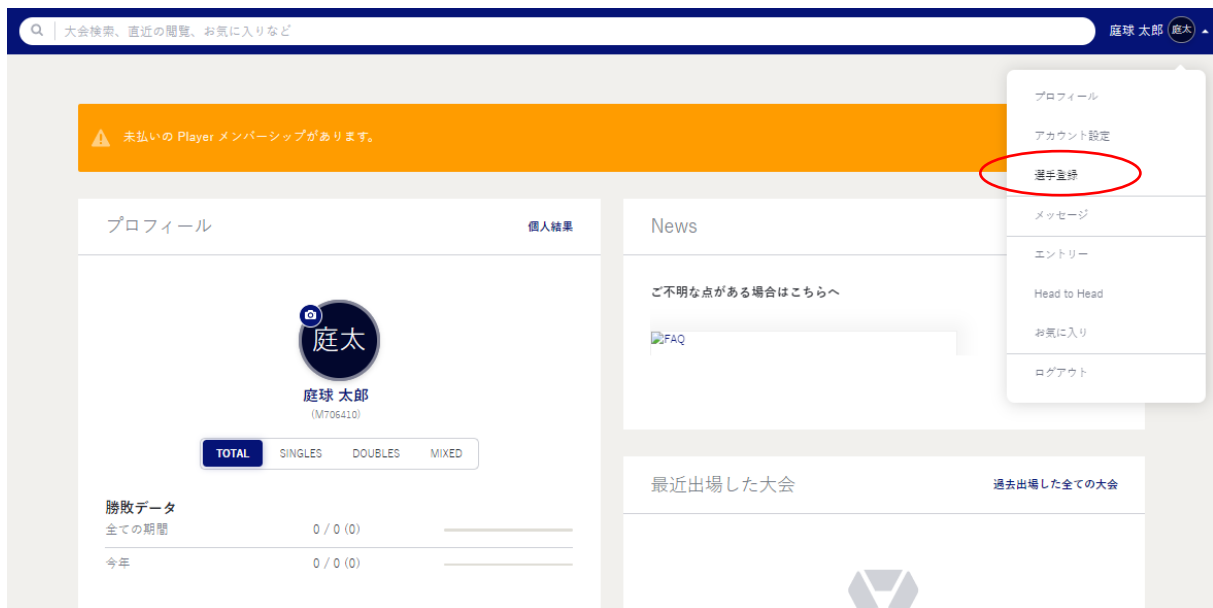 大会検索、直近の閲覧、お気に入りなど
庭球 太郎
庭太
プロフィール
アカウント設定
選手登録
メッセージ
エントリー
Head to Head
お気に入り
ログアウト
未払いの Player メンバーシップがあります。
プロフィール
個人結果
庭太
庭球 太郎
(M706410)
TOTAL SINGLES DOUBLES MIXED
勝敗データ
全ての期間 0 / 0 (0)
今年 0 / 0 (0)
News
ご不明な点がある場合はこちらへ
FAQ
最近出場した大会
過去出場した全ての大会